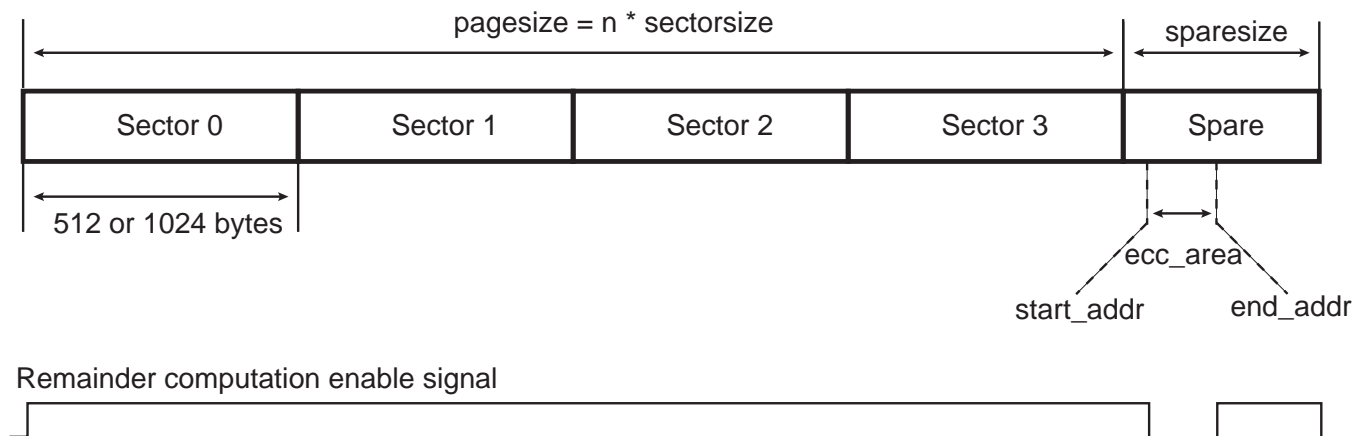 pagesize = n * sectorsize
sparesize
Sector 0
Sector 1
Sector 2
Sector 3
Spare
512 or 1024 bytes
ecc_area
start_addr
end_addr
Remainder computation enable signal